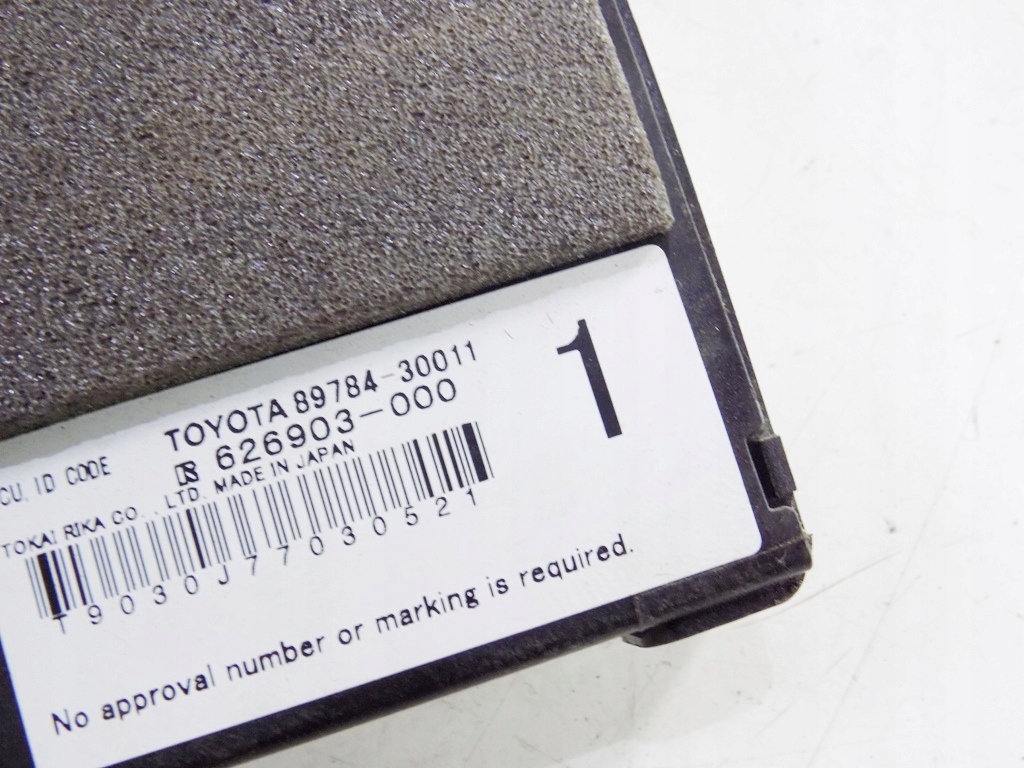 TOYOTA 89784-30011
CU. ID CODE
626903-000
TOKAI RIKA CO., LTD. MADE IN JAPAN
T9030J77030521
No approval number or marking is required.
1